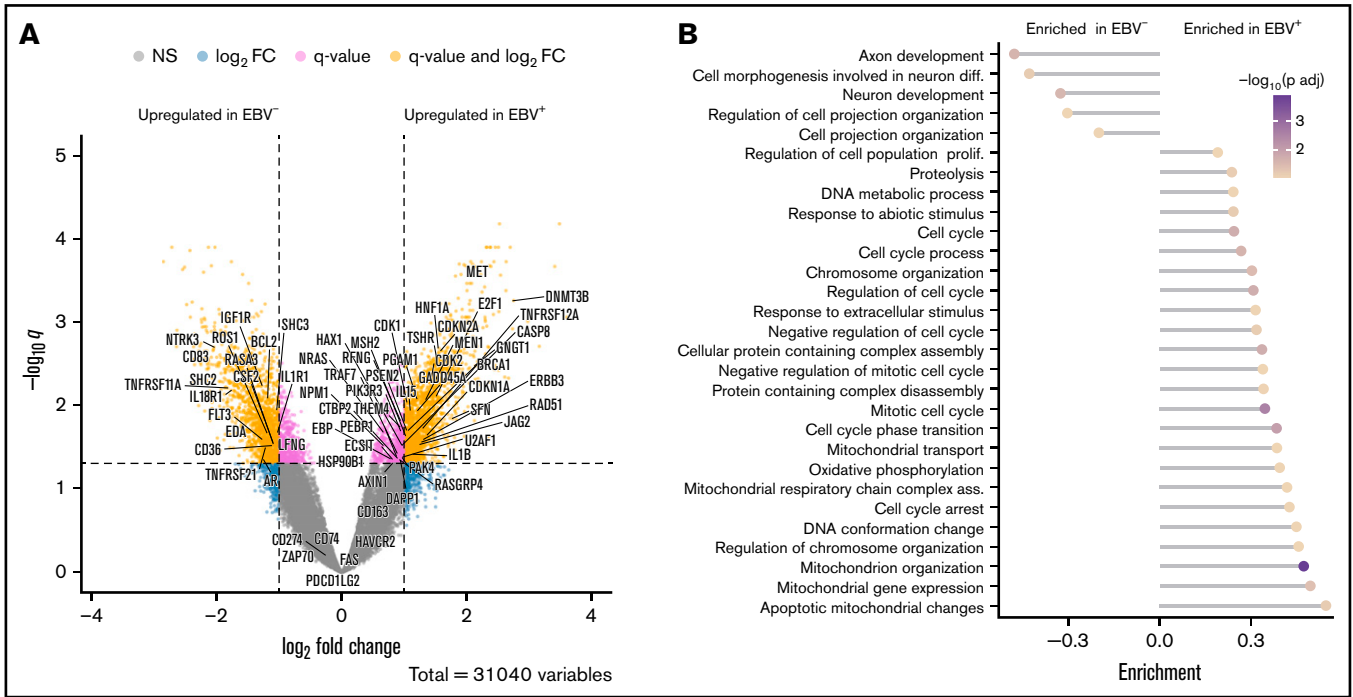 A
NS log2 FC q-value q-value and log2 FC
Upregulated in EBV− Upregulated in EBV+
5
4
3
2
1
0
−log10 q
MET
DNMT3B
HNF1A
E2F1
TNFRSF12A
IGF1R
SHC3
CDK1
CDKN2A
CASP8
NTRK3
ROS1
BCL2
HAX1
MSH2
TSHR
MEN1
GNGT1
CD83
RASA3
NRAS
RFNG
PGAM1
CDK2
BRCA1
TNFRSF11A
SHC2
CSF2
IL1R1
TRAF7
PSEN2
GADD45A
ERBB3
IL18R1
NPM1
PIK3R3
IL15
CDKN1A
FLT3
CTBP2
THEM4
SFN
RAD51
EDA
EBP
PEBP1
JAG2
CD36
LFNG
ECSIT
U2AF1
HSP90B1
IL1B
TNFRSF21
AR
AXIN1
PAK4
RASGRP4
DAPP1
CD163
CD274
CD74
HAVCR2
ZAP70
FAS
PDCD1LG2
−4 −2 0 2 4
log2 fold change
Total = 31040 variables
B
Enriched in EBV− Enriched in EBV+
Axon development
Cell morphogenesis involved in neuron diff.
Neuron development
Regulation of cell projection organization
Cell projection organization
Regulation of cell population prolif.
Proteolysis
DNA metabolic process
Response to abiotic stimulus
Cell cycle
Cell cycle process
Chromosome organization
Regulation of cell cycle
Response to extracellular stimulus
Negative regulation of cell cycle
Cellular protein containing complex assembly
Negative regulation of mitotic cell cycle
Protein containing complex disassembly
Mitotic cell cycle
Cell cycle phase transition
Mitochondrial transport
Oxidative phosphorylation
Mitochondrial respiratory chain complex ass.
Cell cycle arrest
DNA conformation change
Regulation of chromosome organization
Mitochondrion organization
Mitochondrial gene expression
Apoptotic mitochondrial changes
−log10(p adj)
3
2
−0.3 0.0 0.3
Enrichment